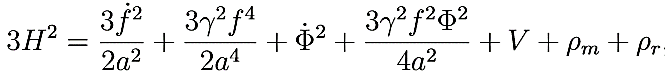 $3H^2 = \frac{3\dot{f}^2}{2a^2} + \frac{3\gamma^2 f^4}{2a^4} + \dot{\Phi}^2 + \frac{3\gamma^2 f^2 \Phi^2}{4a^2} + V + \rho_m + \rho_r.$